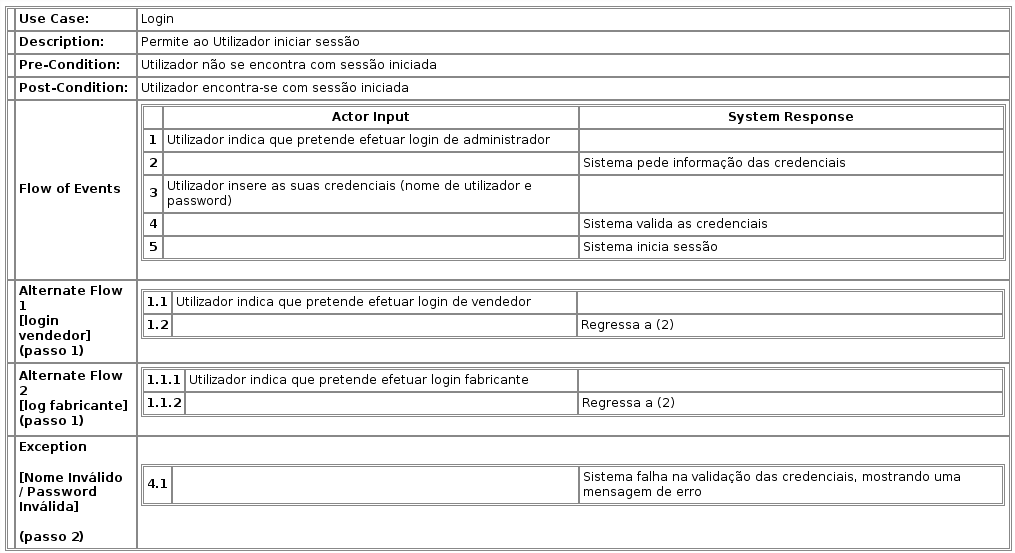 Use Case: Login
Description: Permite ao Utilizador iniciar sessão
Pre-Condition: Utilizador não se encontra com sessão iniciada
Post-Condition: Utilizador encontra-se com sessão iniciada
Flow of Events
Actor Input System Response
1 Utilizador indica que pretende efetuar login de administrador
2 Sistema pede informação das credenciais
3 Utilizador insere as suas credenciais (nome de utilizador e
password)
4 Sistema valida as credenciais
5 Sistema inicia sessão
Alternate Flow
1
[login
vendedor]
(passo 1)
1.1 Utilizador indica que pretende efetuar login de vendedor
1.2 Regressa a (2)
Alternate Flow
2
[log fabricante]
(passo 1)
1.1.1 Utilizador indica que pretende efetuar login fabricante
1.1.2 Regressa a (2)
Exception
[Nome Inválido
/ Password
Inválida]
(passo 2)
4.1 Sistema falha na validação das credenciais, mostrando uma
mensagem de erro